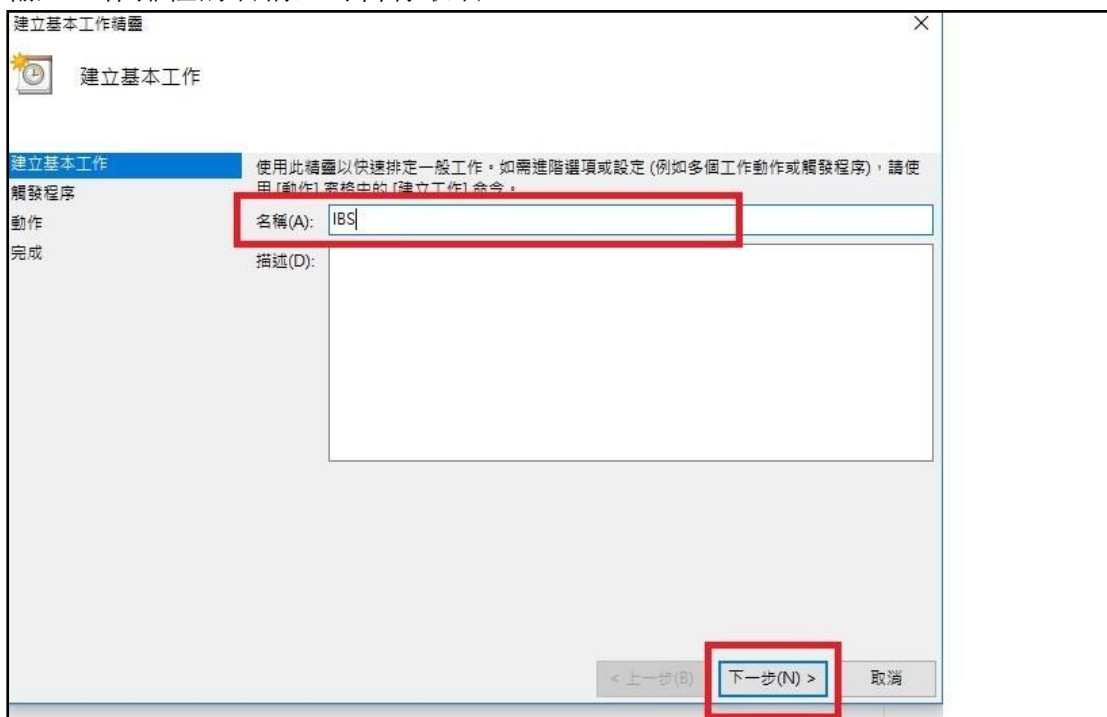 建立基本工作精靈
建立基本工作
建立基本工作
觸發程序
動作
完成
使用此精靈以快速排定一般工作。如需進階選項或設定 (例如多個工作動作或觸發程序)，請使
用 [動作] 窗格中的 [建立工作] 命令。
名稱(A): IBS
描述(D):
< 上一步(B) 下一步(N) > 取消